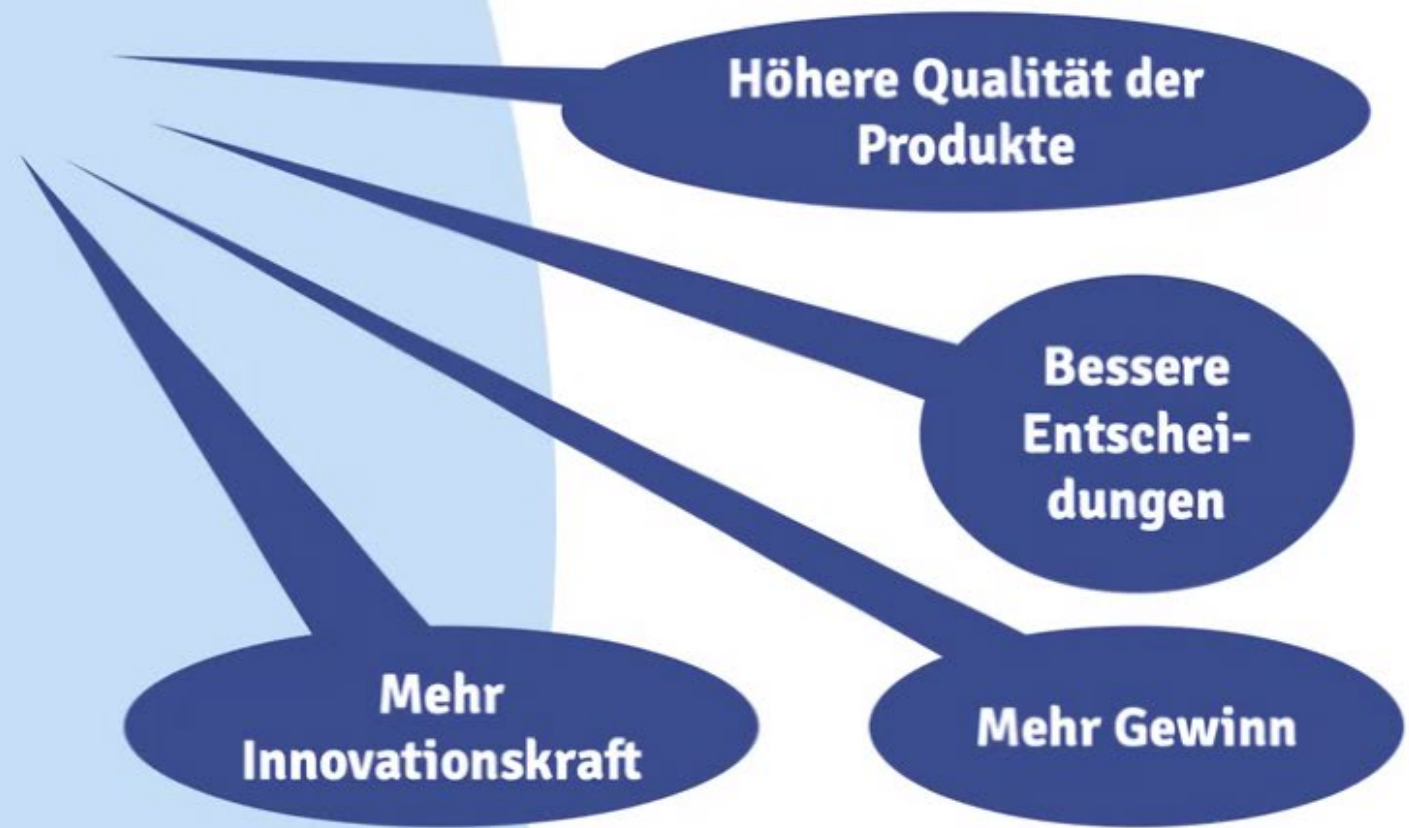 Höhere Qualität der
Produkte
Bessere
Entschei-
dungen
Mehr
Innovationskraft
Mehr Gewinn